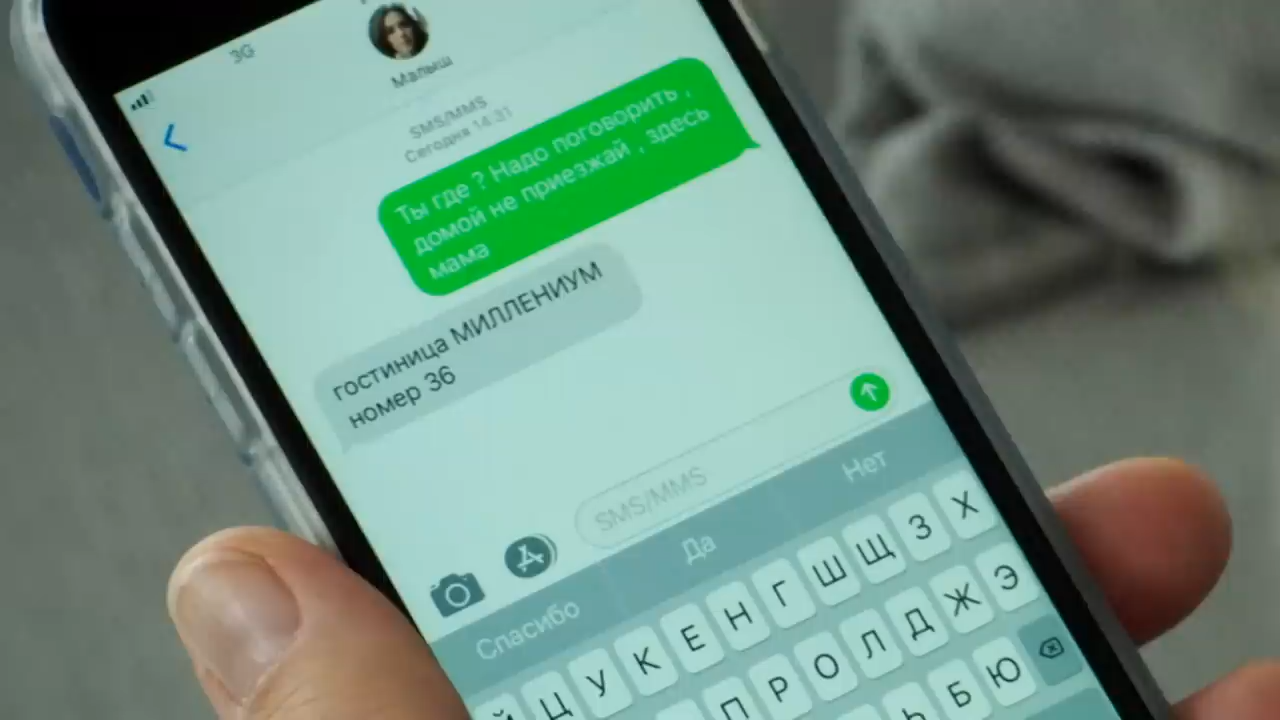 3G
Малыш
SMS/MMS
Сегодня 14:31
Ты где ? Надо поговорить ,
домой не приезжай , здесь
мама
гостиница МИЛЛЕНИУМ
номер 36
SMS/MMS
Спасибо Да Нет
Й Ц У К Е Н Г Ш Щ З Х
П Р О Л Д Ж Э
Ь Б Ю